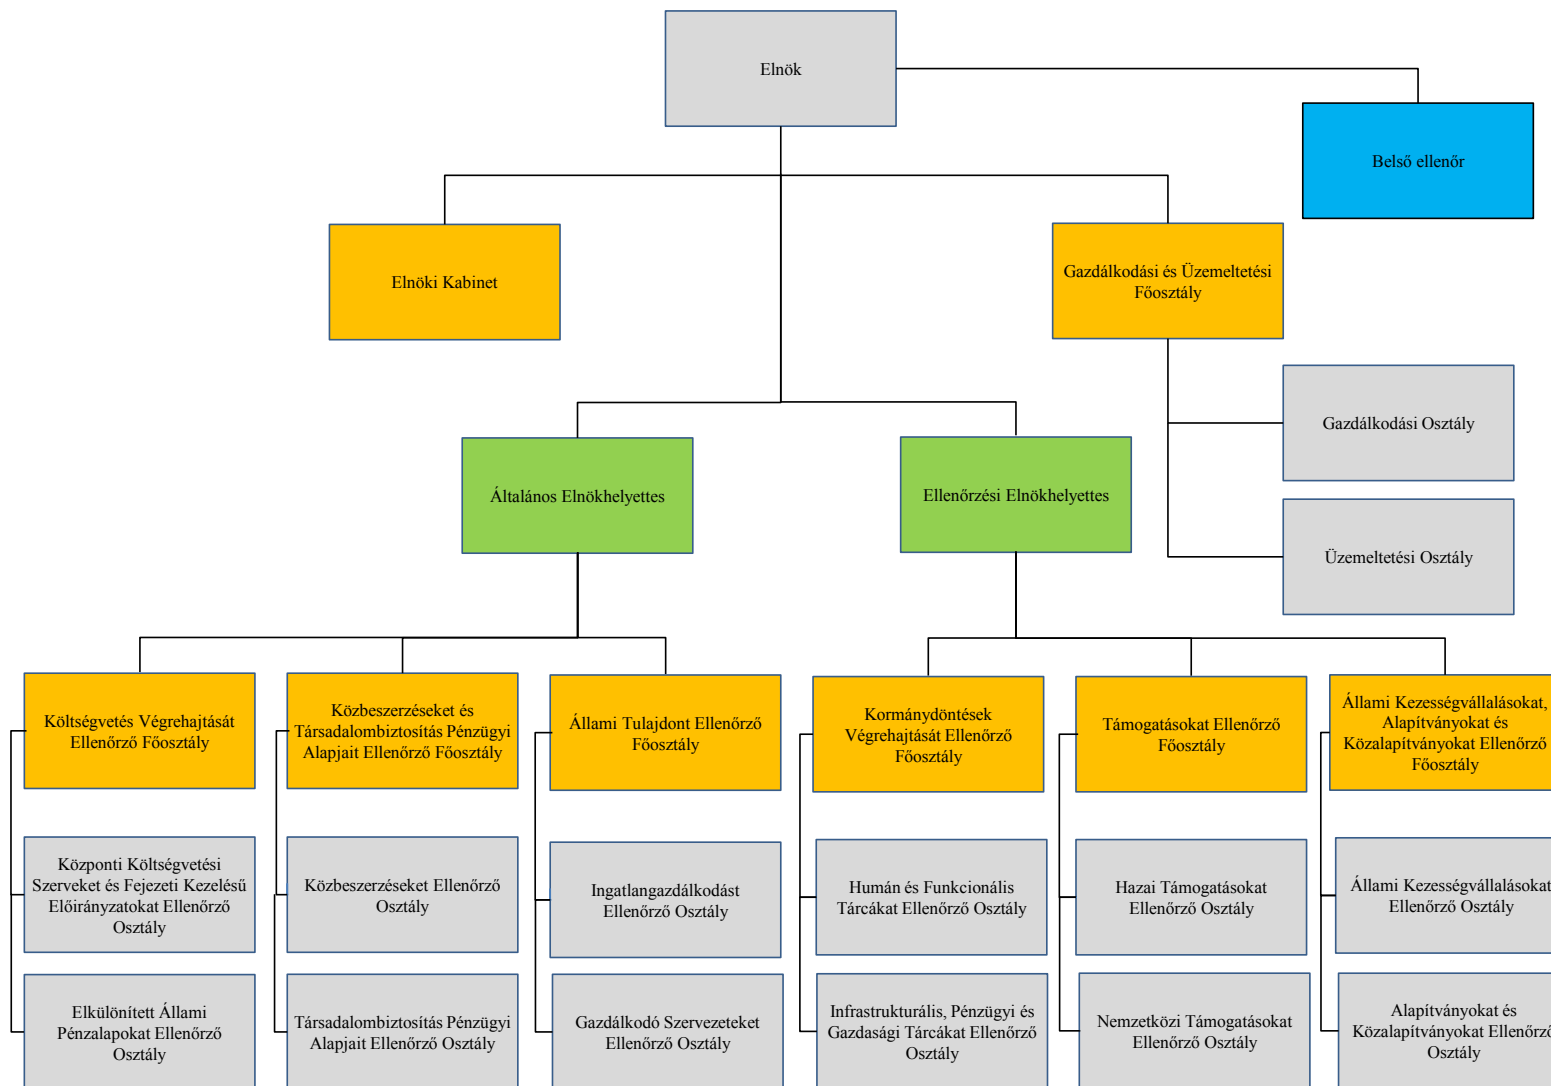 Elnök
Belső ellenőr
Elnöki Kabinet
Gazdálkodási és Üzemeltetési
Főosztály
Gazdálkodási Osztály
Üzemeltetési Osztály
Általános Elnökhelyettes
Ellenőrzési Elnökhelyettes
Költségvetés Végrehajtását
Ellenőrző Főosztály
Közbeszerzéseket és
Társadalombiztosítás Pénzügyi
Alapjait Ellenőrző Főosztály
Állami Tulajdont Ellenőrző
Főosztály
Kormánydöntések
Végrehajtását Ellenőrző
Főosztály
Támogatásokat Ellenőrző
Főosztály
Állami Kezességvállalásokat,
Alapítványokat és
Közalapítványokat Ellenőrző
Főosztály
Központi Költségvetési
Szerveket és Fejezeti Kezelésű
Előirányzatokat Ellenőrző
Osztály
Közbeszerzéseket Ellenőrző
Osztály
Ingatlangazdálkodást
Ellenőrző Osztály
Humán és Funkcionális
Tárcákat Ellenőrző Osztály
Hazai Támogatásokat
Ellenőrző Osztály
Állami Kezességvállalásokat
Ellenőrző Osztály
Elkülönített Állami
Pénzalapokat Ellenőrző
Osztály
Társadalombiztosítás Pénzügyi
Alapjait Ellenőrző Osztály
Gazdálkodó Szervezeteket
Ellenőrző Osztály
Infrastrukturális, Pénzügyi és
Gazdasági Tárcákat Ellenőrző
Osztály
Nemzetközi Támogatásokat
Ellenőrző Osztály
Alapítványokat és
Közalapítványokat Ellenőrző
Osztály